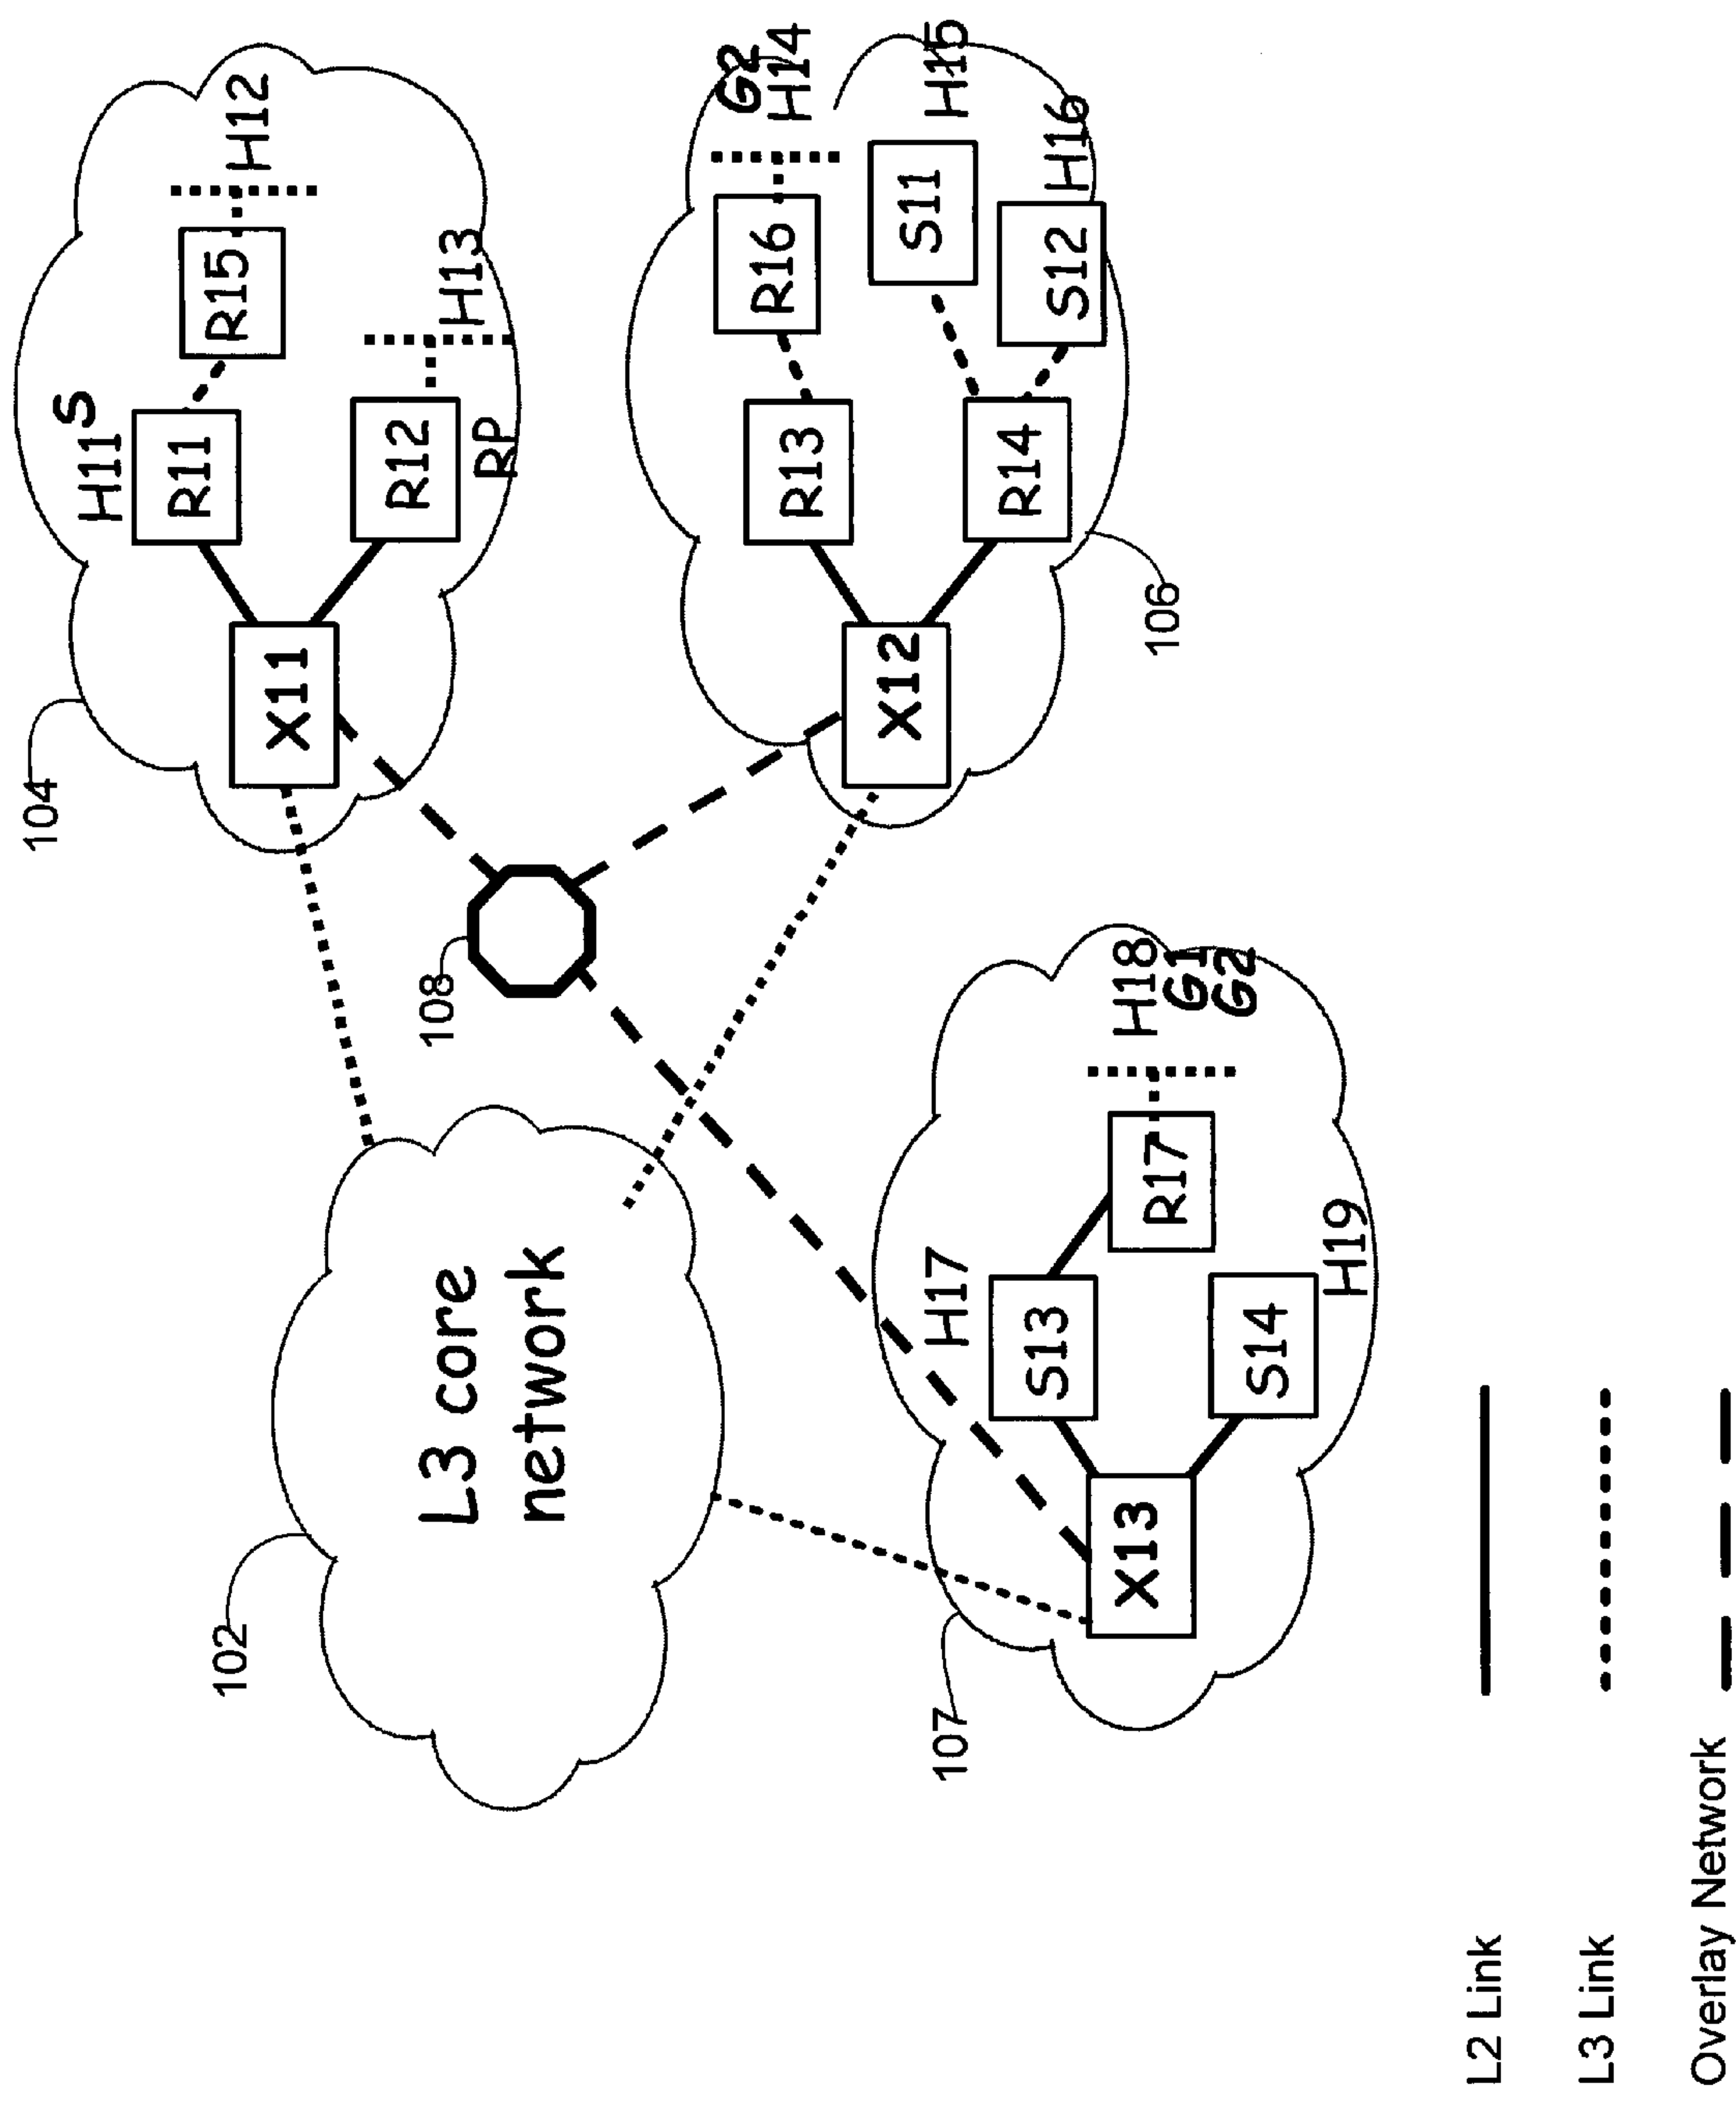 104
H11 S
R11
R15
H12
X11
R12
RP
H13
102
L3 core
network
108
G2
H14
R16
R13
X12
R14
S11
H15
S12
H16
106
107
H17
S13
X13
R17
H18
G1
G2
S14
H19
L2 Link
L3 Link
Overlay Network